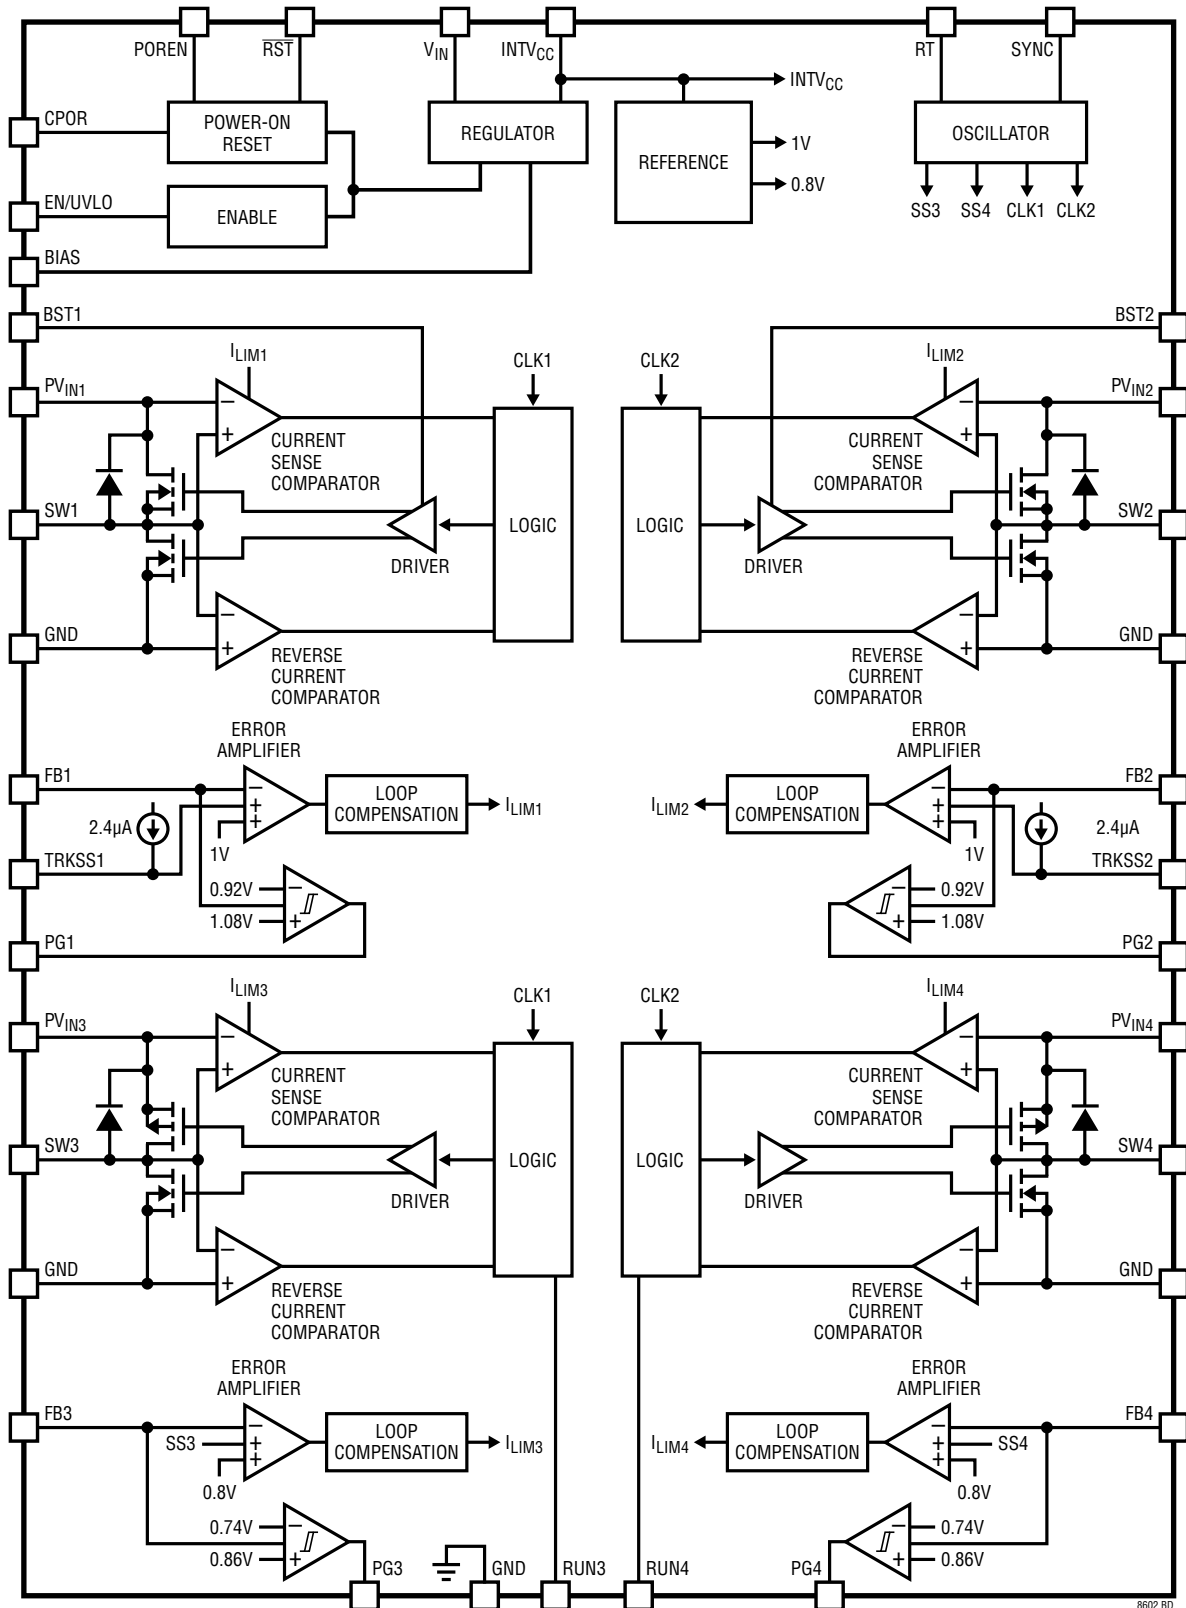 POREN
RST
VIN
INTVCC
RT
SYNC
INTVCC
CPOR
POWER-ON
RESET
REGULATOR
REFERENCE
1V
0.8V
OSCILLATOR
SS3
SS4
CLK1
CLK2
EN/UVLO
ENABLE
BIAS
BST1
BST2
ILIM1
CLK1
CLK2
ILIM2
PVIN1
PVIN2
−
+
CURRENT
SENSE
COMPARATOR
−
+
CURRENT
SENSE
COMPARATOR
SW1
DRIVER
LOGIC
LOGIC
DRIVER
SW2
GND
−
+
REVERSE
CURRENT
COMPARATOR
−
+
REVERSE
CURRENT
COMPARATOR
GND
ERROR
AMPLIFIER
ERROR
AMPLIFIER
FB1
−
+
+
1V
LOOP
COMPENSATION
ILIM1
ILIM2
LOOP
COMPENSATION
−
+
+
1V
FB2
2.4µA
2.4µA
TRKSS1
TRKSS2
0.92V
1.08V
−
+
−
+
0.92V
1.08V
PG1
PG2
ILIM3
CLK1
CLK2
ILIM4
PVIN3
PVIN4
−
+
CURRENT
SENSE
COMPARATOR
−
+
CURRENT
SENSE
COMPARATOR
SW3
DRIVER
LOGIC
LOGIC
DRIVER
SW4
GND
−
+
REVERSE
CURRENT
COMPARATOR
−
+
REVERSE
CURRENT
COMPARATOR
GND
ERROR
AMPLIFIER
ERROR
AMPLIFIER
FB3
SS3
−
+
+
0.8V
LOOP
COMPENSATION
ILIM3
ILIM4
LOOP
COMPENSATION
−
+
+
SS4
0.8V
FB4
0.74V
0.86V
−
+
−
+
0.74V
0.86V
PG3
GND
RUN3
RUN4
PG4
8602 BD